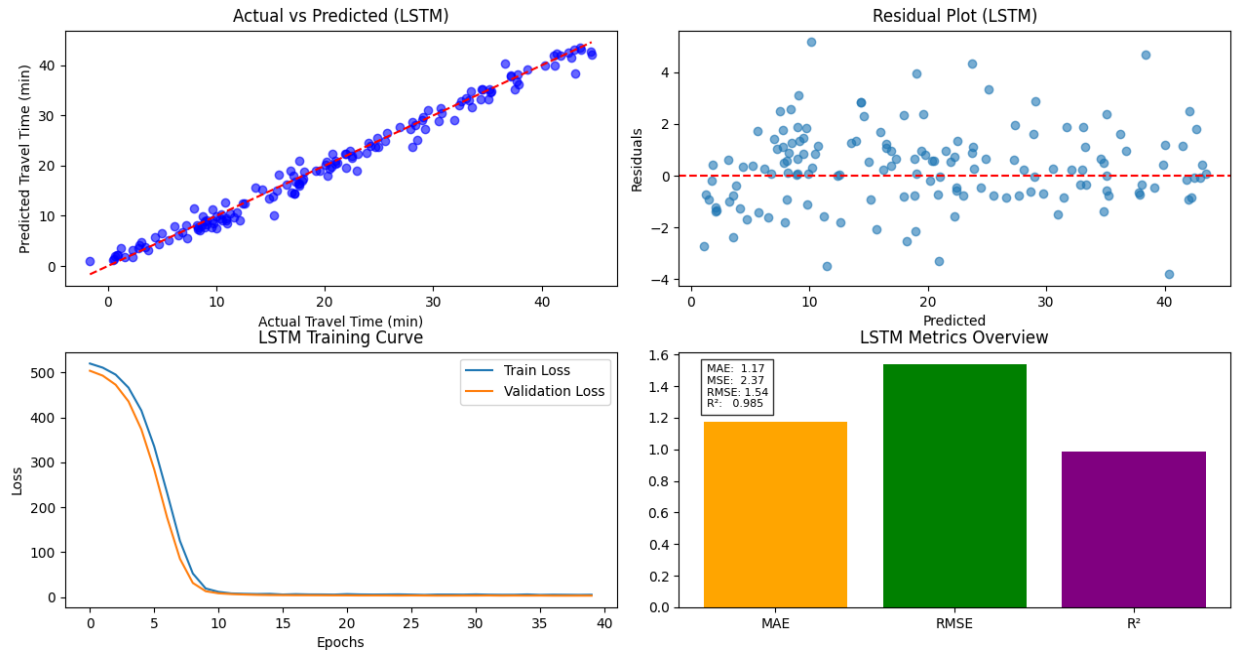 Actual vs Predicted (LSTM)
Predicted Travel Time (min)
40
30
20
10
0
0
10
20
30
40
Actual Travel Time (min)
Residual Plot (LSTM)
Residuals
4
2
0
−2
−4
0
10
20
30
40
Predicted
LSTM Training Curve
Loss
500
400
300
200
100
0
Train Loss
Validation Loss
0
5
10
15
20
25
30
35
40
Epochs
LSTM Metrics Overview
1.6
1.4
1.2
1.0
0.8
0.6
0.4
0.2
0.0
MAE: 1.17
MSE: 2.37
RMSE: 1.54
R²: 0.985
MAE
RMSE
R²